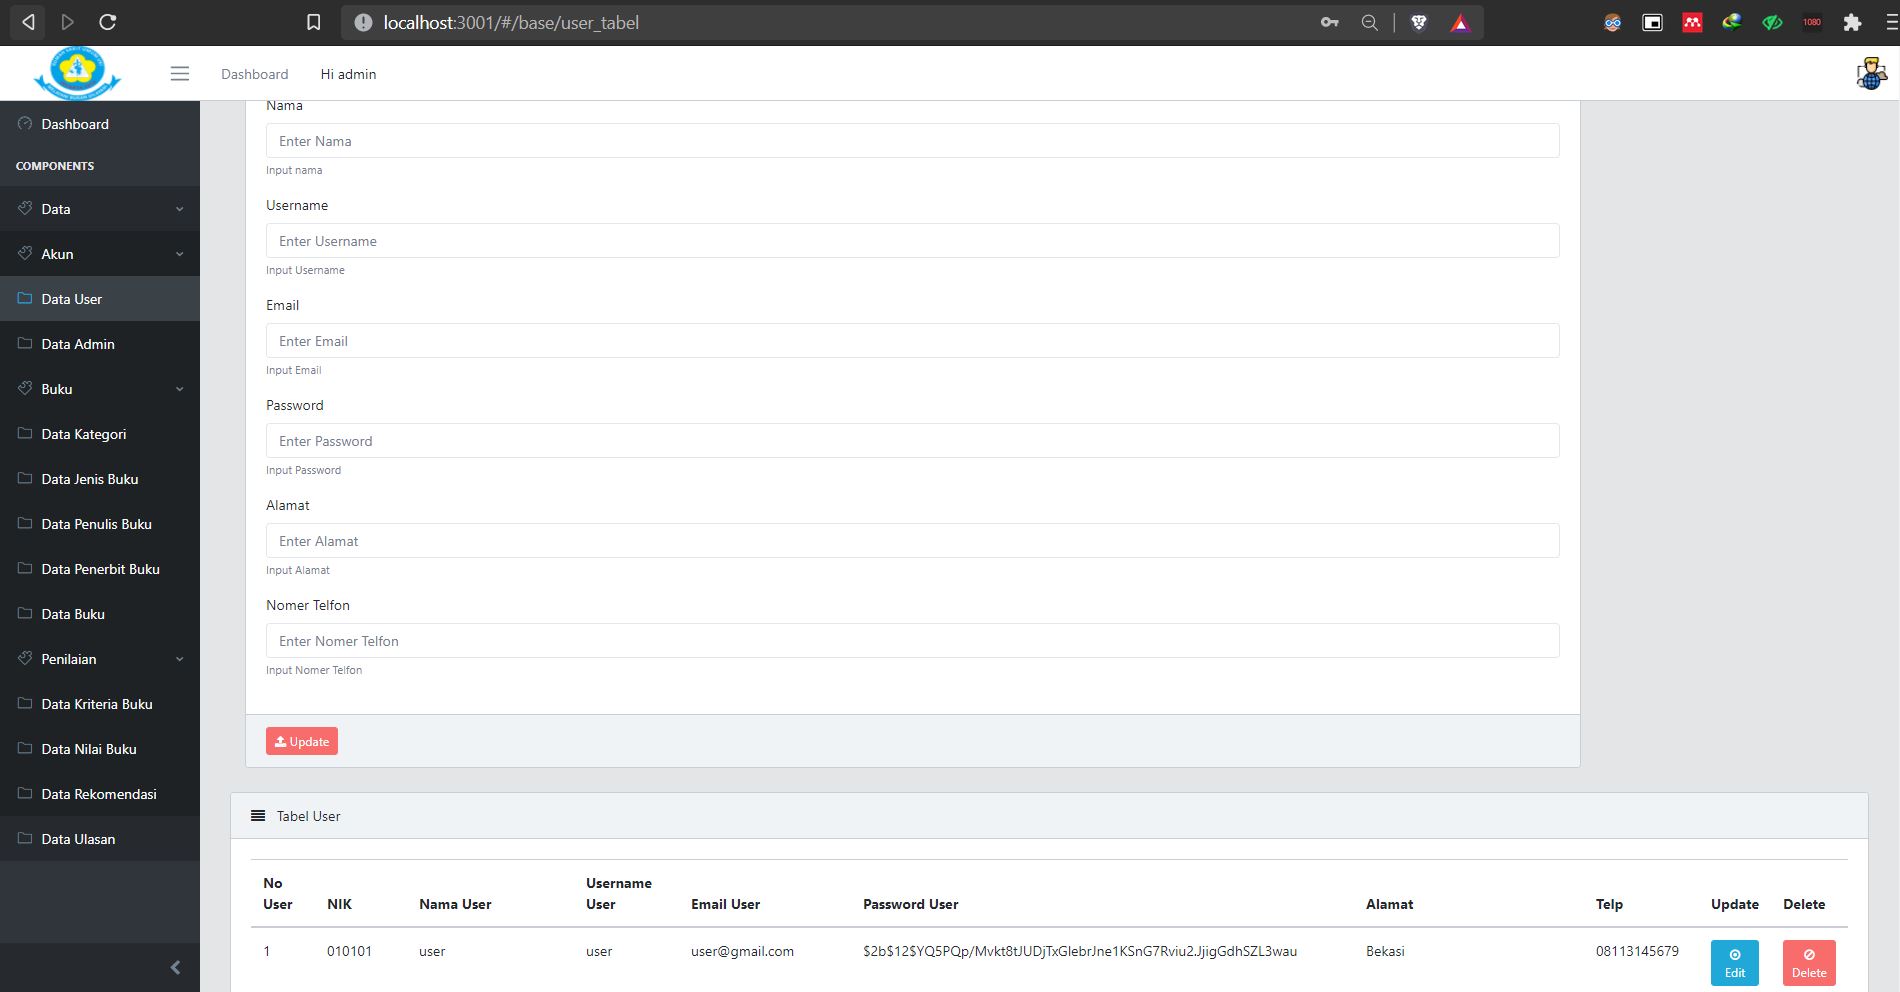 localhost:3001/#/base/user_tabel
1080
Dashboard
Hi admin
Dashboard
COMPONENTS
Data
Akun
Data User
Data Admin
Buku
Data Kategori
Data Jenis Buku
Data Penulis Buku
Data Penerbit Buku
Data Buku
Penilaian
Data Kriteria Buku
Data Nilai Buku
Data Rekomendasi
Data Ulasan
Nama
Enter Nama
Input nama
Username
Enter Username
Input Username
Email
Enter Email
Input Email
Password
Enter Password
Input Password
Alamat
Enter Alamat
Input Alamat
Nomer Telfon
Enter Nomer Telfon
Input Nomer Telfon
Update
Tabel User
No User NIK Nama User Username User Email User Password User Alamat Telp Update Delete
1 010101 user user user@gmail.com $2b$12$YQ5PQp/Mvkt8tJUDjTxGlebrJne1KSnG7Rviu2.JjigGdhSZL3wau Bekasi 08113145679 Edit Delete